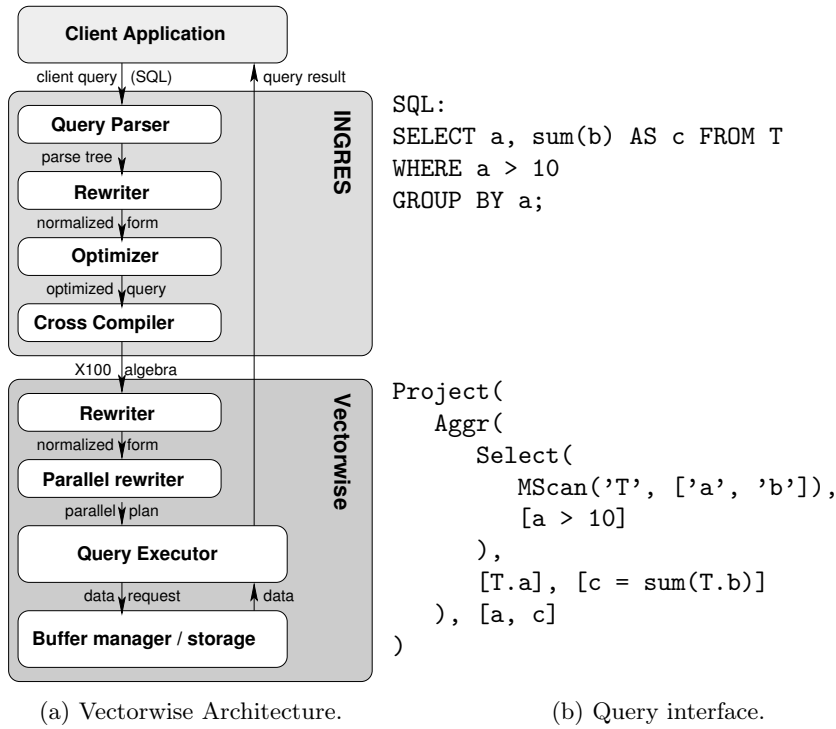 Client Application
client query (SQL)
query result
INGRES
Query Parser
parse tree
Rewriter
normalized form
Optimizer
optimized query
Cross Compiler
X100 algebra
Vectorwise
Rewriter
normalized form
Parallel rewriter
parallel plan
Query Executor
data request
data
Buffer manager / storage
(a) Vectorwise Architecture.
SQL:
SELECT a, sum(b) AS c FROM T
WHERE a > 10
GROUP BY a;
Project(
   Aggr(
      Select(
         MScan(’T’, [’a’, ’b’]),
         [a > 10]
      ),
      [T.a], [c = sum(T.b)]
   ), [a, c]
)
(b) Query interface.